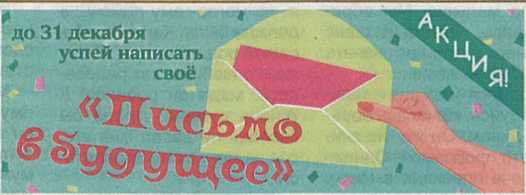 до 31 декабря
успей написать
своё
«Письмо
в будущее»
АКЦИЯ!